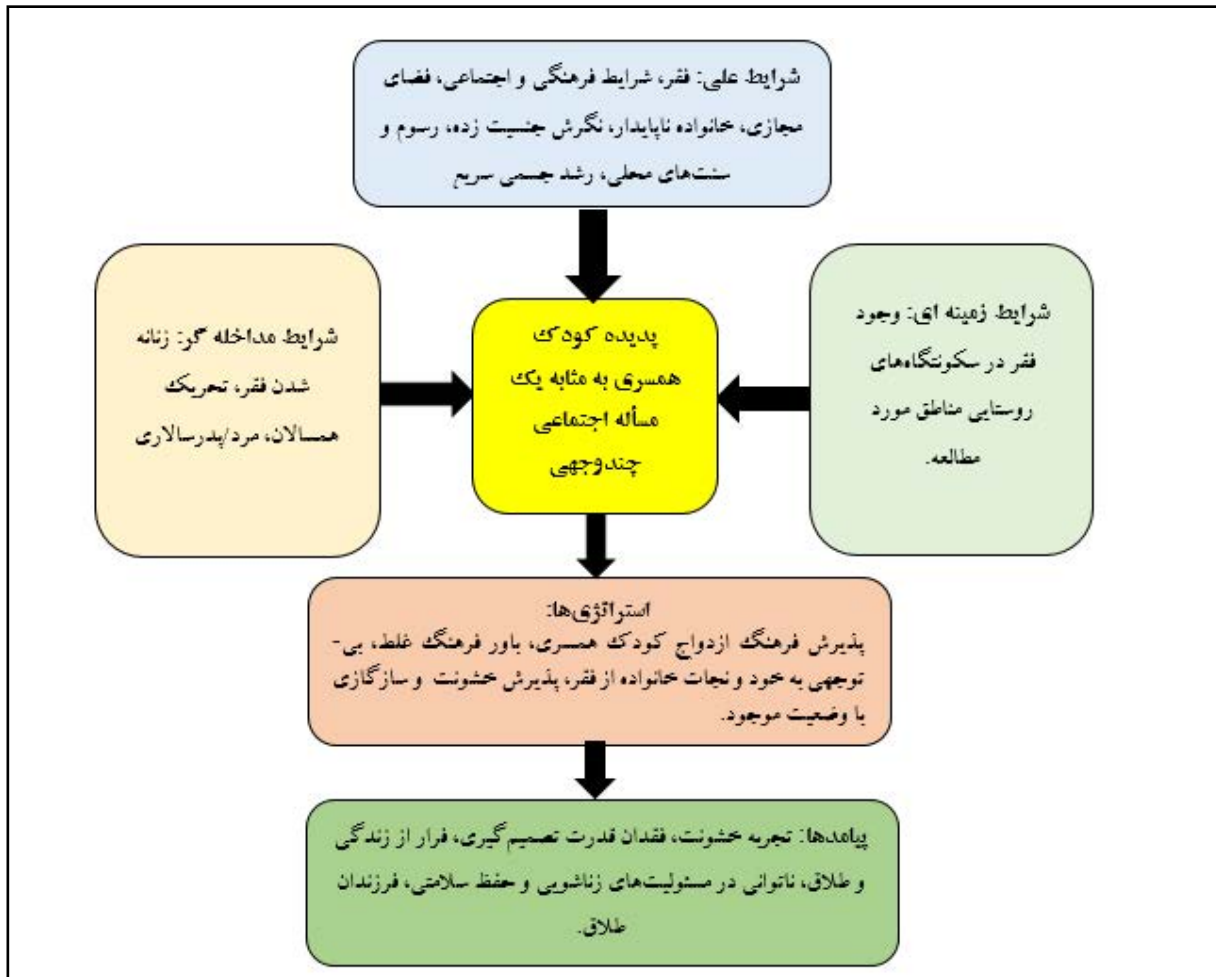 شرایط علی: فقر، شرایط فرهنگی و اجتماعی، فضای
مجازی، خانواده ناپایدار، نگرش جنسیت زده، رسوم و
سنت‌های محلی، رشد جسمی سریع
شرایط زمینه ای: وجود
فقر در سکونتگاه‌های
روستایی مناطق مورد
مطالعه.
پدیده کودک
همسری به مثابه یک
مسأله اجتماعی
چندوجهی
شرایط مداخله گر: زنانه
شدن فقر، تحریک
همسالان، مرد/پدرسالاری
استراتژی‌ها:
پذیرش فرهنگ ازدواج کودک همسری، باور فرهنگ غلط، بی-
توجهی به خود و نجات خانواده از فقر، پذیرش خشونت و سازگازی
با وضعیت موجود.
پیامدها: تجربه خشونت، فقدان قدرت تصمیم‌گیری، فرار از زندگی
و طلاق، ناتوانی در مسئولیت‌های زناشویی و حفظ سلامتی، فرزندان
طلاق.